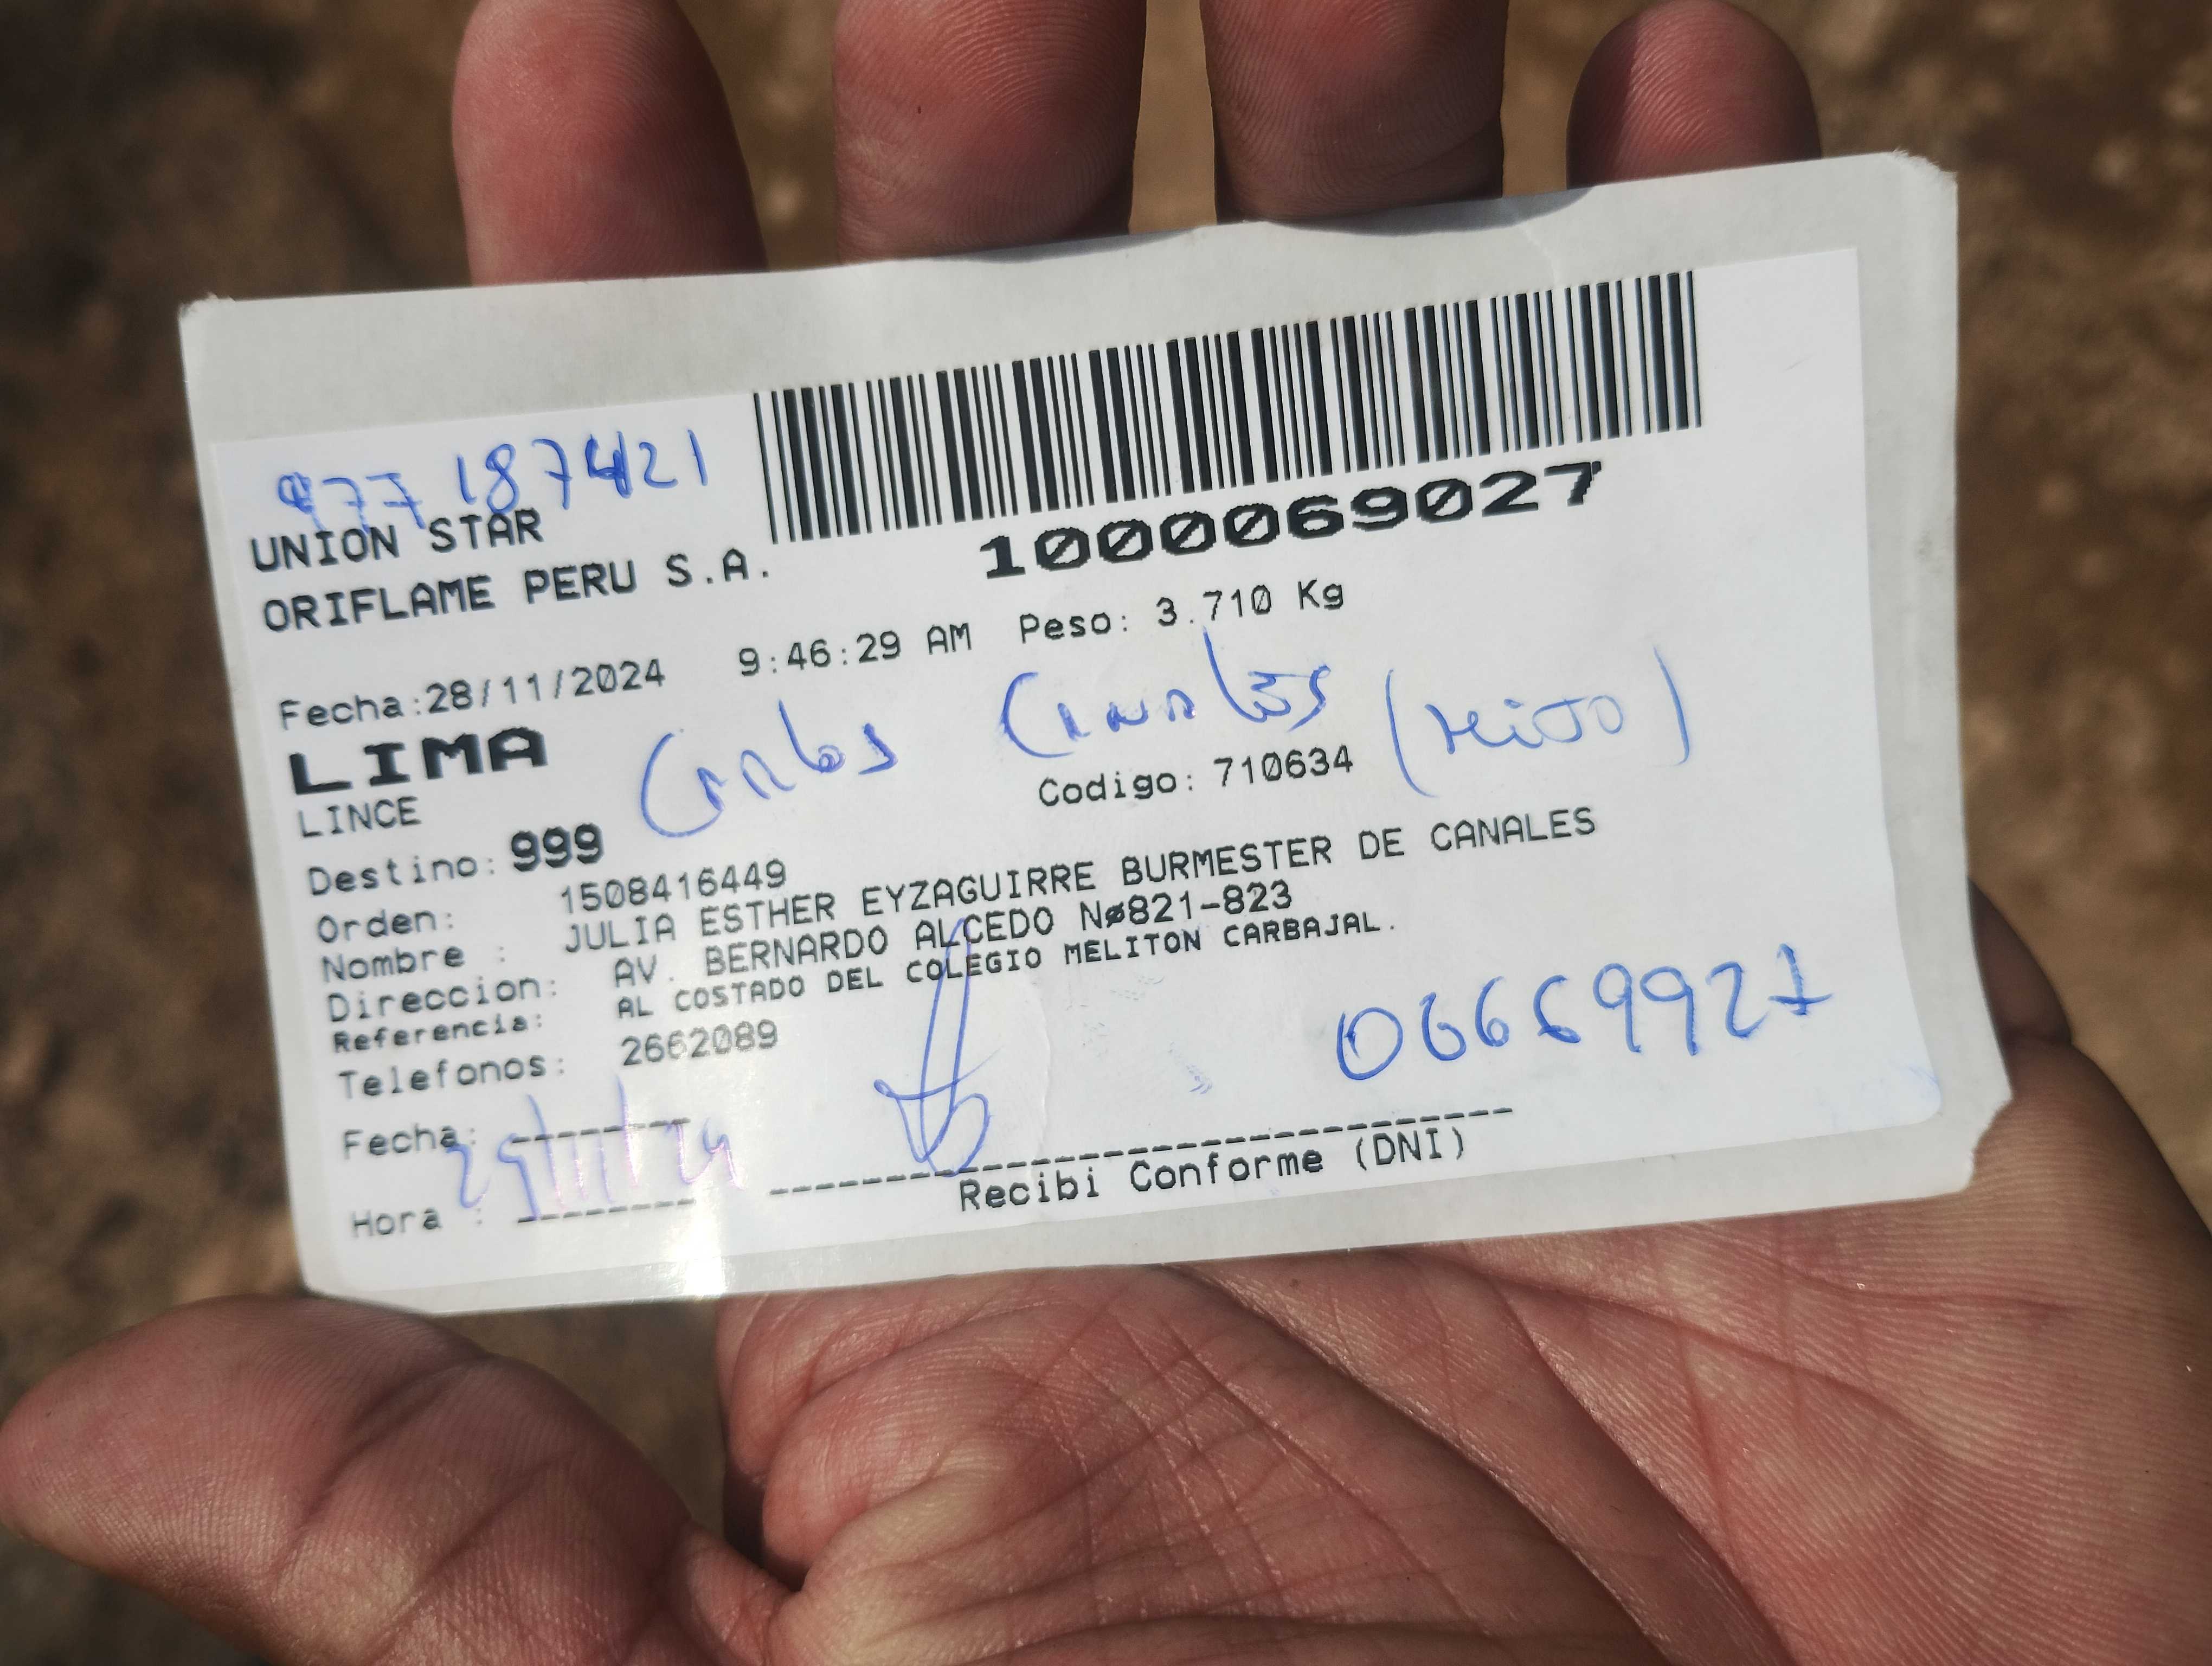 977 187421
UNION STAR
ORIFLAME PERU S.A.
1000069027
Fecha:28/11/2024 9:46:29 AM Peso: 3.710 Kg
LIMA
Carlos Canales
LINCE
Codigo: 710634
Destino: 999
Orden: 1508416449
Nombre : JULIA ESTHER EYZAGUIRRE BURMESTER DE CANALES
Direccion: AV. BERNARDO ALCEDO Nø821-823
Referencia: AL COSTADO DEL COLEGIO MELITON CARBAJAL.
Telefonos: 2662089
06669927
Fecha: 29/11/24
Hora :
Recibi Conforme (DNI)